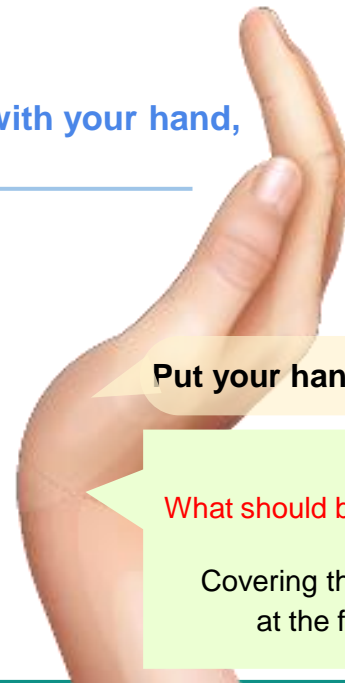 with your hand,
Put your han
What should b
Covering th
at the f